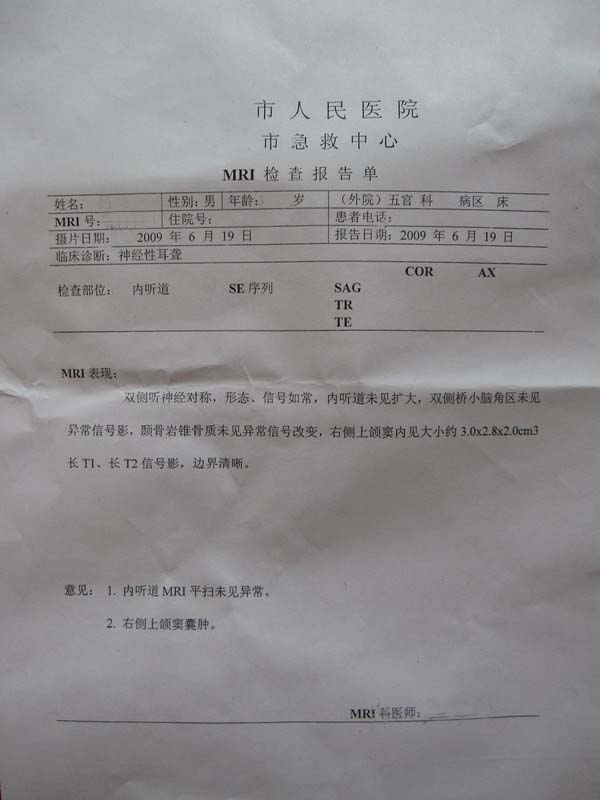 市人民医院
市急救中心
MRI 检查报告单
姓名： 性别：男 年龄： 岁 （外院）五官 科 病区 床
MRI 号： 住院号： 患者电话：
摄片日期： 2009 年 6 月 19 日 报告日期：2009 年 6 月 19 日
临床诊断：神经性耳聋
COR AX
检查部位： 内听道 SE 序列 SAG
TR
TE
MRI 表现：
双侧听神经对称，形态、信号如常，内听道未见扩大，双侧桥小脑角区未见
异常信号影，颞骨岩锥骨质未见异常信号改变，右侧上颌窦内见大小约 3.0x2.8x2.0cm3
长 T1、长 T2 信号影，边界清晰。
意见： 1. 内听道 MRI 平扫未见异常。
2. 右侧上颌窦囊肿。
MRI 科医师：